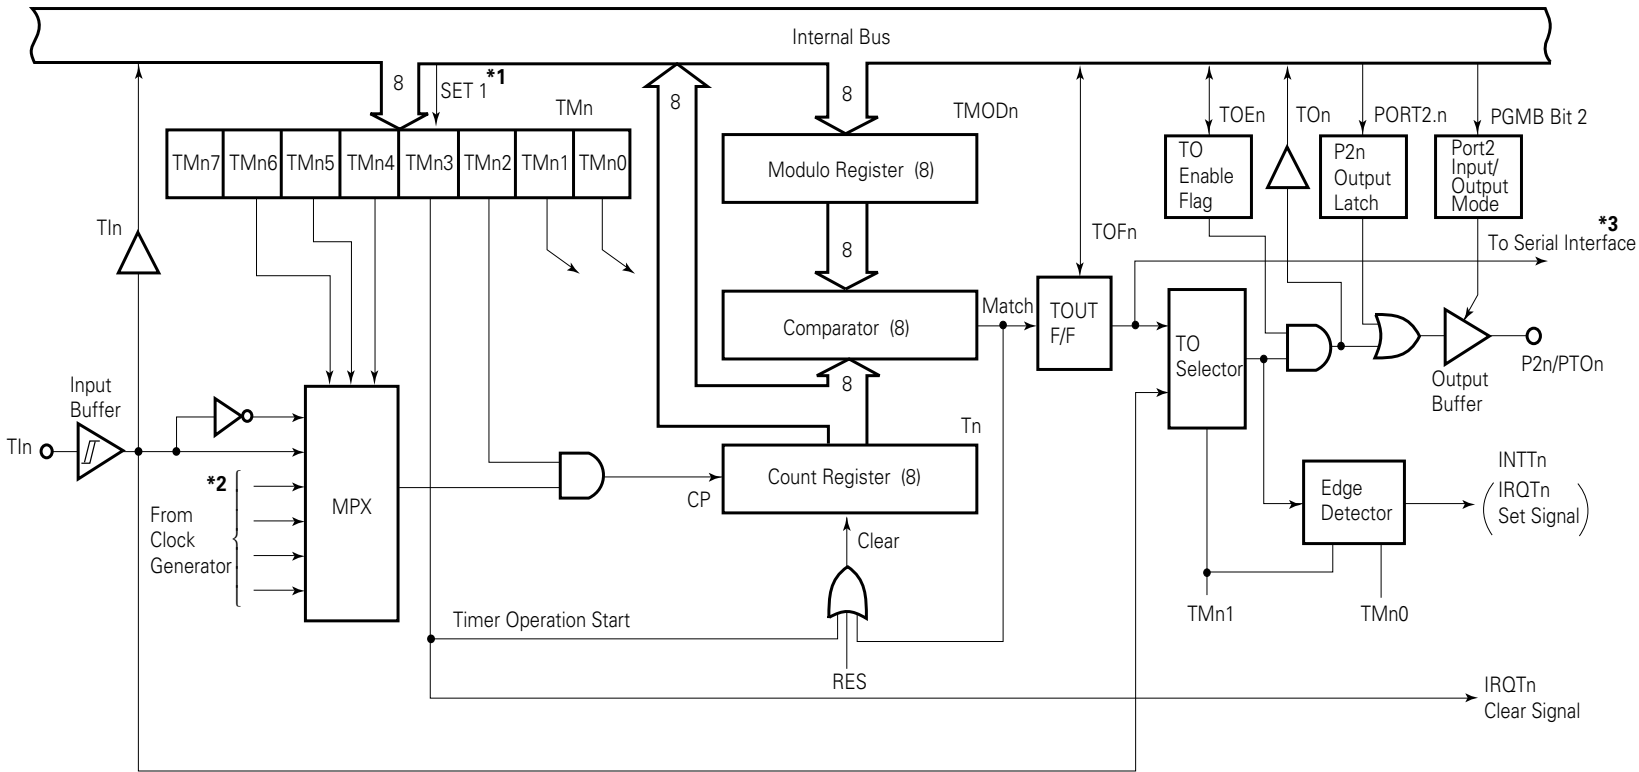 Internal Bus
8
SET 1 *1
8
8
TMn
TMODn
TOEn
TOn
PORT2.n
PGMB Bit 2
TMn7 TMn6 TMn5 TMn4 TMn3 TMn2 TMn1 TMn0
Modulo Register (8)
TO
Enable
Flag
P2n
Output
Latch
Port2
Input/
Output
Mode
TIn
8
TOFn
*3
To Serial Interface
Comparator (8)
Match
TOUT
F/F
TO
Selector
P2n/PTOn
Output
Buffer
8
Input
Buffer
TIn
Tn
*2
From
Clock
Generator
MPX
CP
Count Register (8)
Edge
Detector
INTTn
(IRQTn
Set Signal)
Clear
Timer Operation Start
TMn1
TMn0
RES
IRQTn
Clear Signal